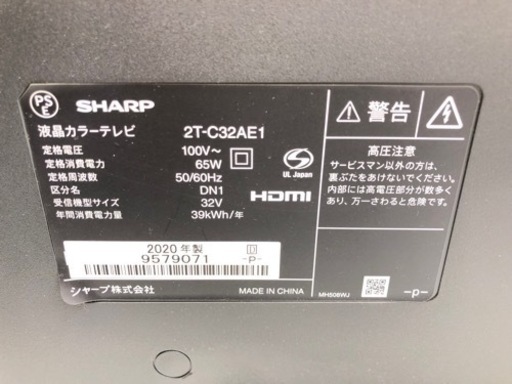 PSE
SHARP
液晶カラーテレビ 2T-C32AE1
定格電圧 100V～
定格消費電力 65W
定格周波数 50/60Hz
区分名 DN1
受信機型サイズ 32V
年間消費電力量 39kWh/年
UL Japan
HDMI
2020 年製 D
9579071 -P-
シャープ株式会社
MADE IN CHINA
警告
高圧注意
サービスマン以外の方は、
裏ぶたをあけないでください。
内部には高電圧部分が数多く
あり、万一さわると危険です。
MH508WJ
-P-